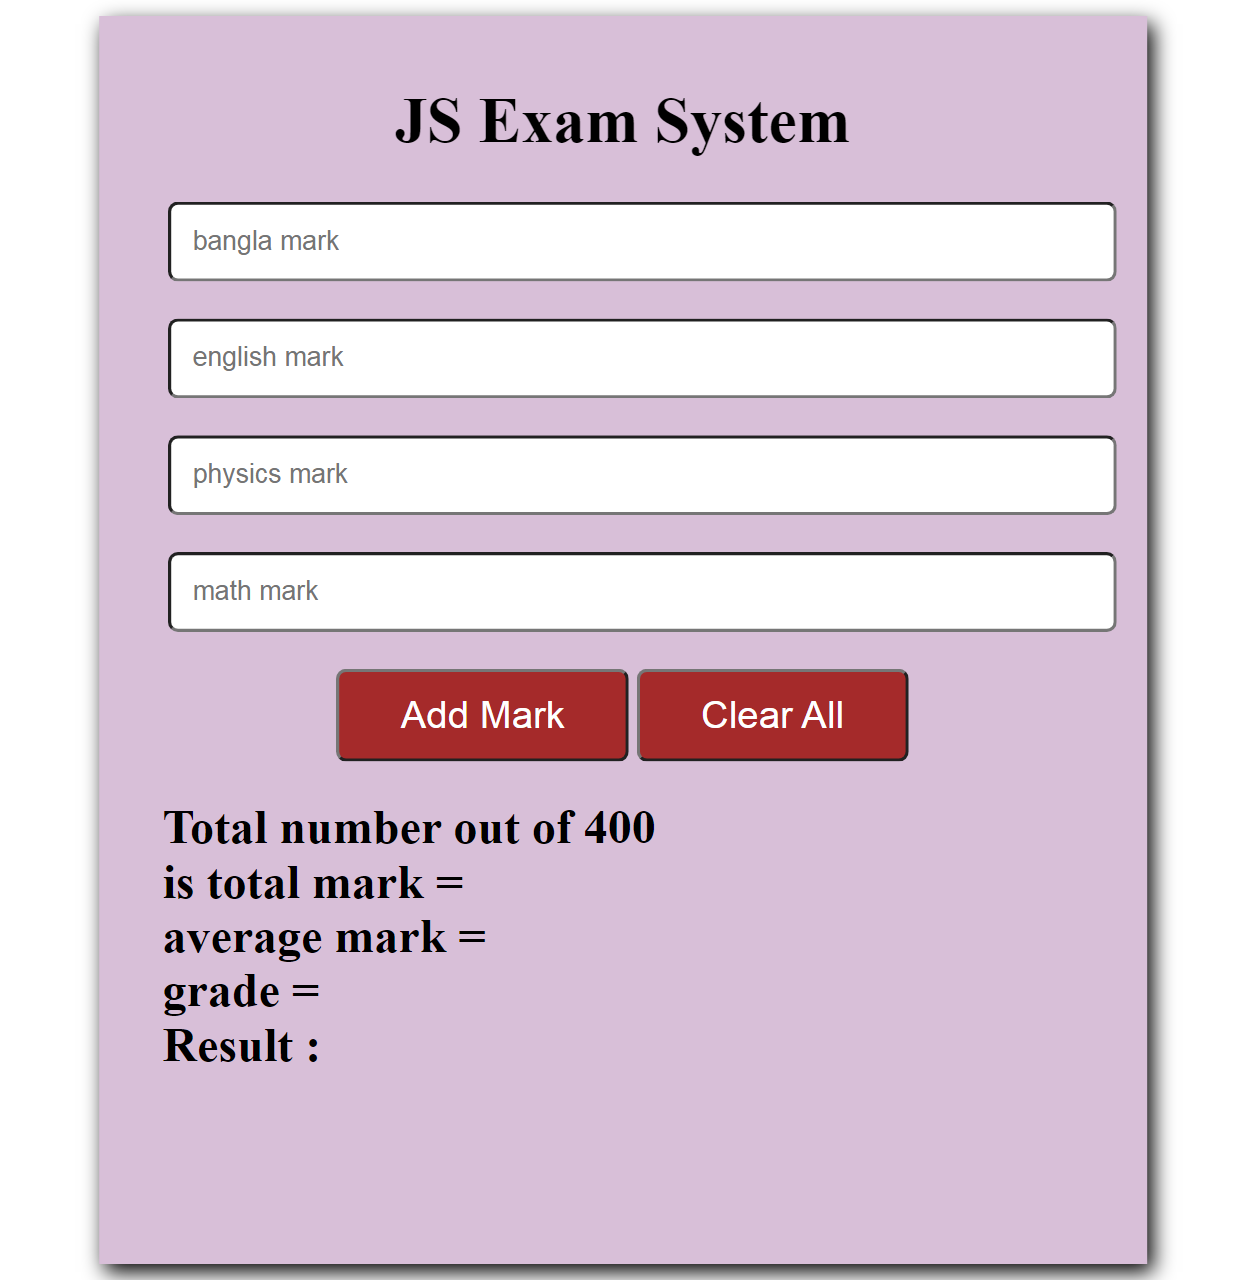 JS Exam System
bangla mark
english mark
physics mark
math mark
Add Mark Clear All
Total number out of 400
is total mark =
average mark =
grade =
Result :